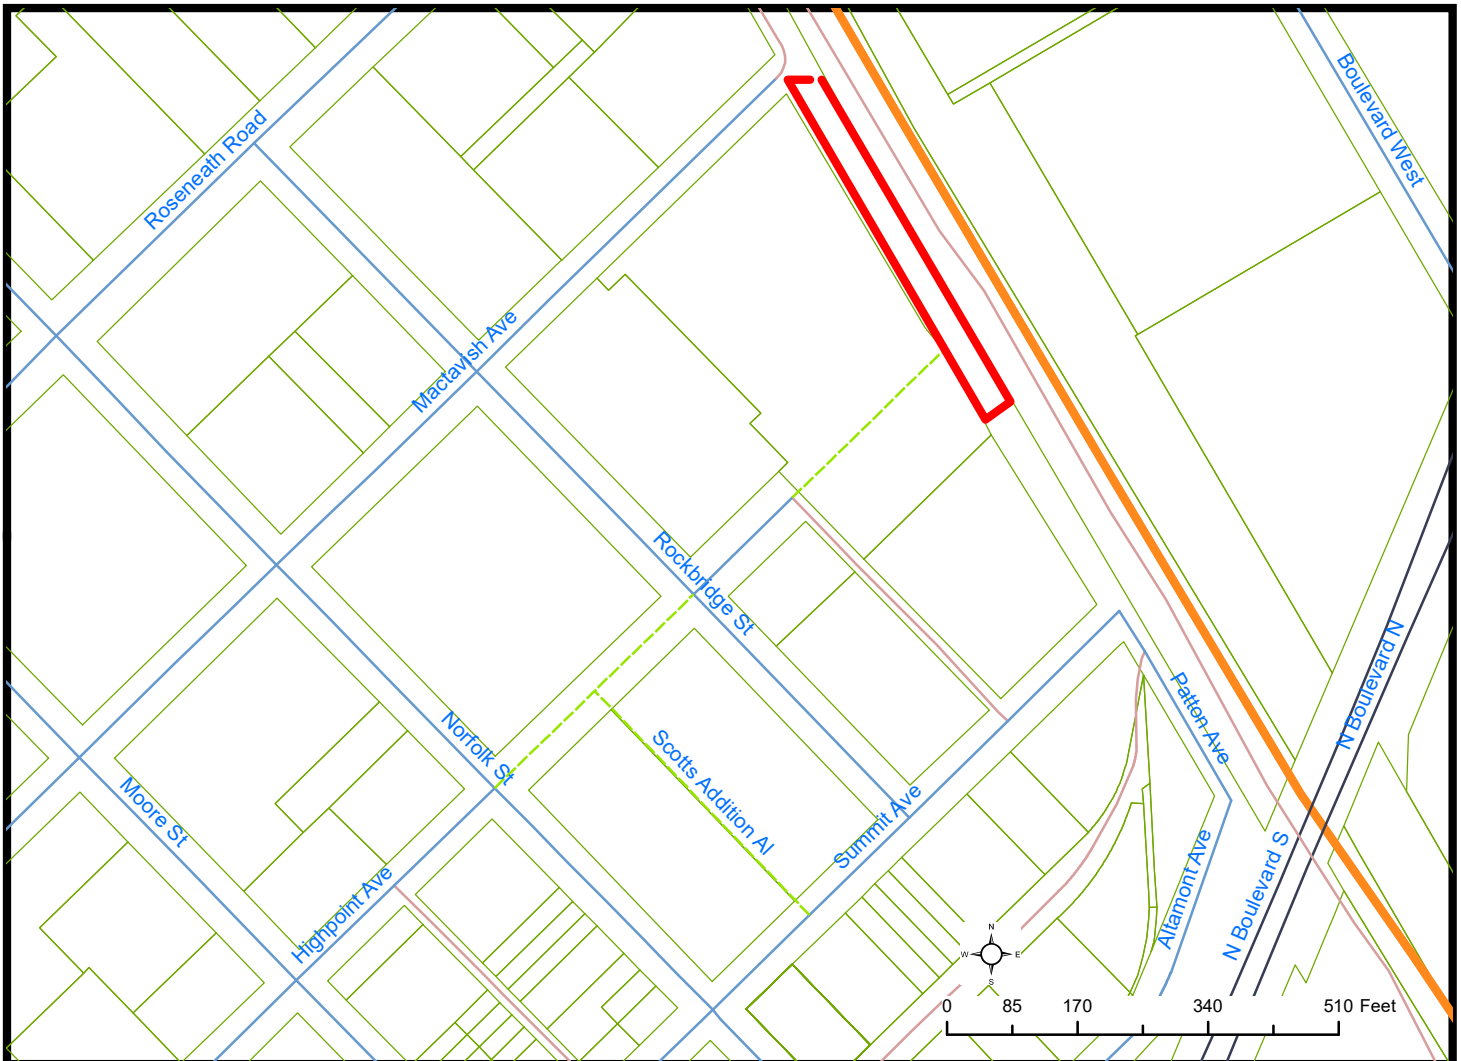 Boulevard West
Roseneath Road
Mactavish Ave
Rockbridge St
N Boulevard N
Patton Ave
Norfolk St
Scotts Addition Al
Moore St
Summit Ave
Altamont Ave
N Boulevard S
Highpoint Ave
N
W E
S
0 85 170 340 510 Feet